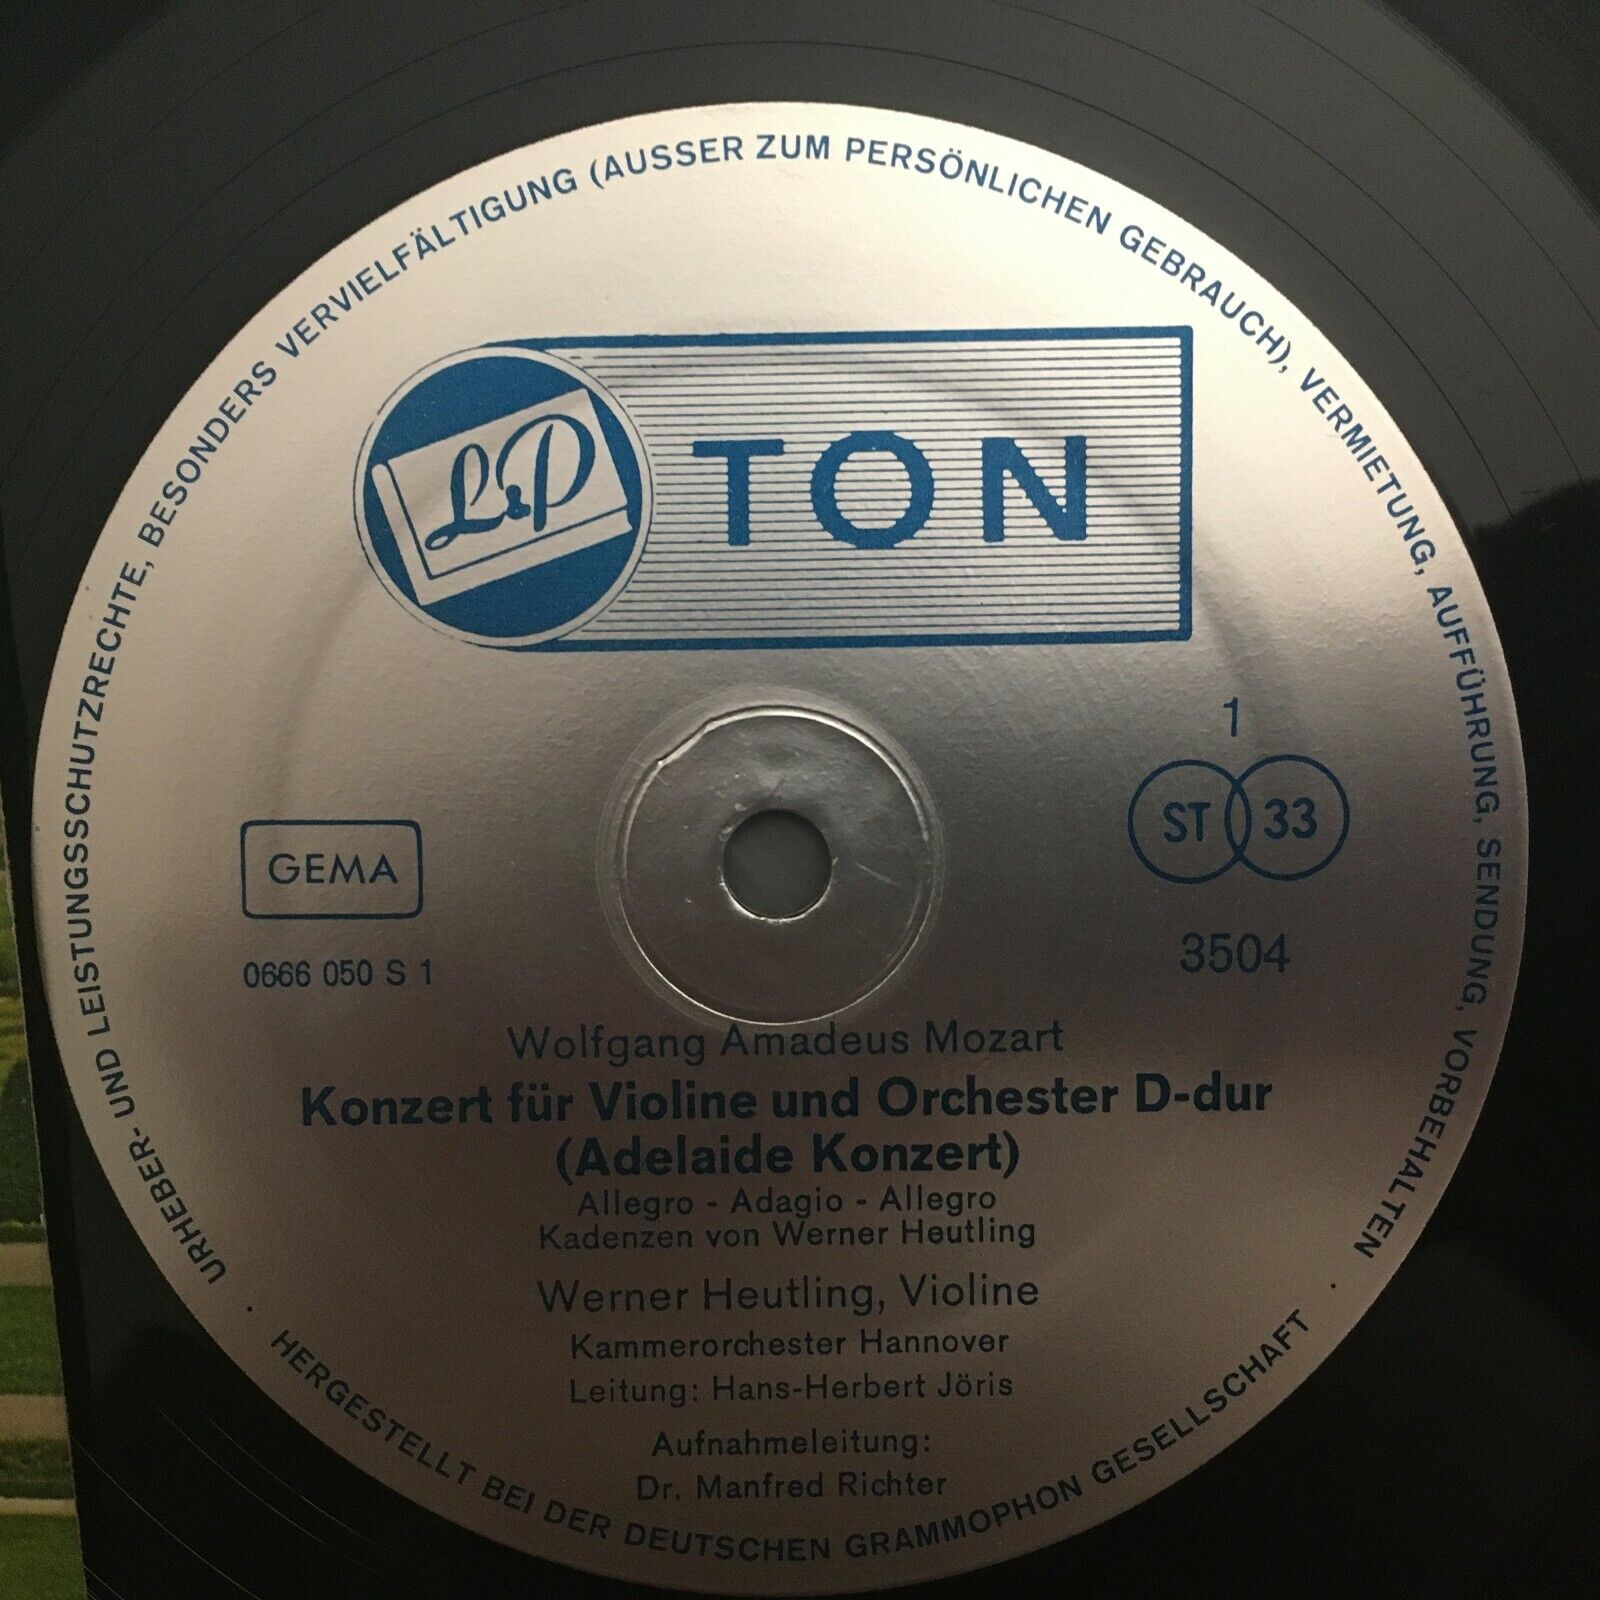 URHEBER- UND LEISTUNGSSCHUTZRECHTE, BESONDERS VERVIELFÄLTIGUNG (AUSSER ZUM PERSÖNLICHEN GEBRAUCH), VERMIETUNG, AUFFÜHRUNG, SENDUNG, VORBEHALTEN
L&P TON
1
ST 33
GEMA
3504
0666 050 S 1
Wolfgang Amadeus Mozart
Konzert für Violine und Orchester D-dur
(Adelaide Konzert)
Allegro - Adagio - Allegro
Kadenzen von Werner Heutling
Werner Heutling, Violine
Kammerorchester Hannover
Leitung: Hans-Herbert Jöris
Aufnahmeleitung:
Dr. Manfred Richter
· HERGESTELLT BEI DER DEUTSCHEN GRAMMOPHON GESELLSCHAFT ·